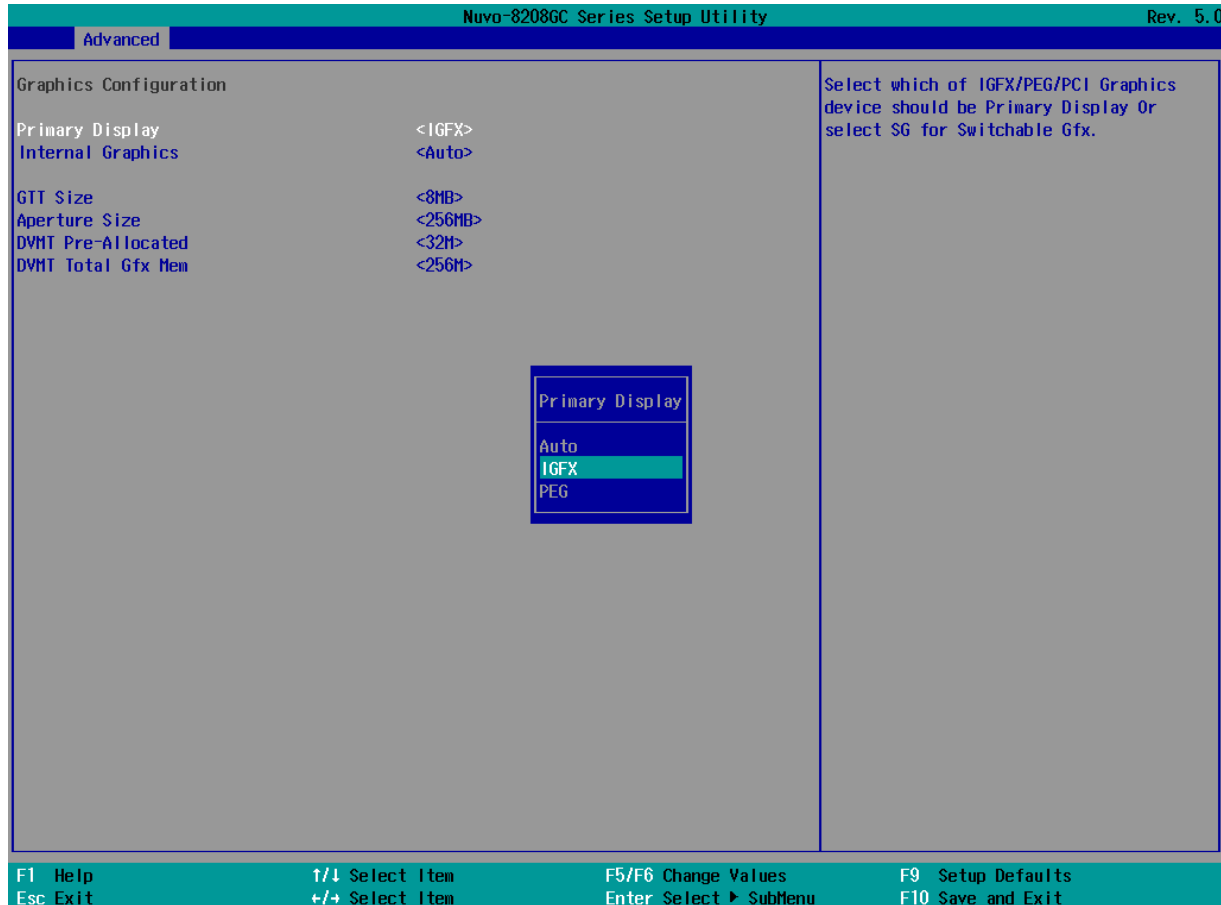 Nuvo-8208GC Series Setup Utility Rev. 5.0
Advanced
Graphics Configuration
Primary Display <IGFX>
Internal Graphics <Auto>
GTT Size <8MB>
Aperture Size <256MB>
DVMT Pre-Allocated <32M>
DVMT Total Gfx Mem <256M>
Select which of IGFX/PEG/PCI Graphics
device should be Primary Display Or
select SG for Switchable Gfx.
Primary Display
Auto
IGFX
PEG
F1 Help ↑/↓ Select Item F5/F6 Change Values F9 Setup Defaults
Esc Exit ←/→ Select Item Enter Select ▶ SubMenu F10 Save and Exit